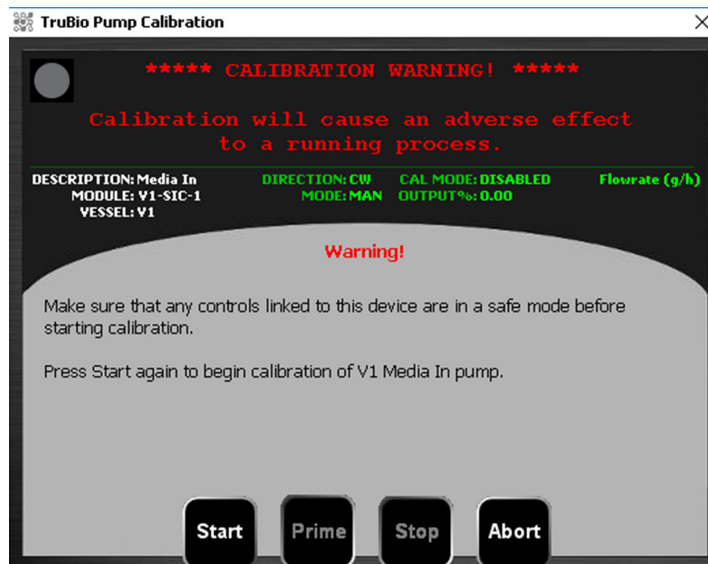 TruBio Pump Calibration
***** CALIBRATION WARNING! *****
Calibration will cause an adverse effect
to a running process.
DESCRIPTION: Media In DIRECTION: CW CAL MODE: DISABLED Flowrate (g/h)
MODULE: V1-SIC-1 MODE: MAN OUTPUT%: 0.00
VESSEL: V1
Warning!
Make sure that any controls linked to this device are in a safe mode before
starting calibration.
Press Start again to begin calibration of V1 Media In pump.
Start Prime Stop Abort